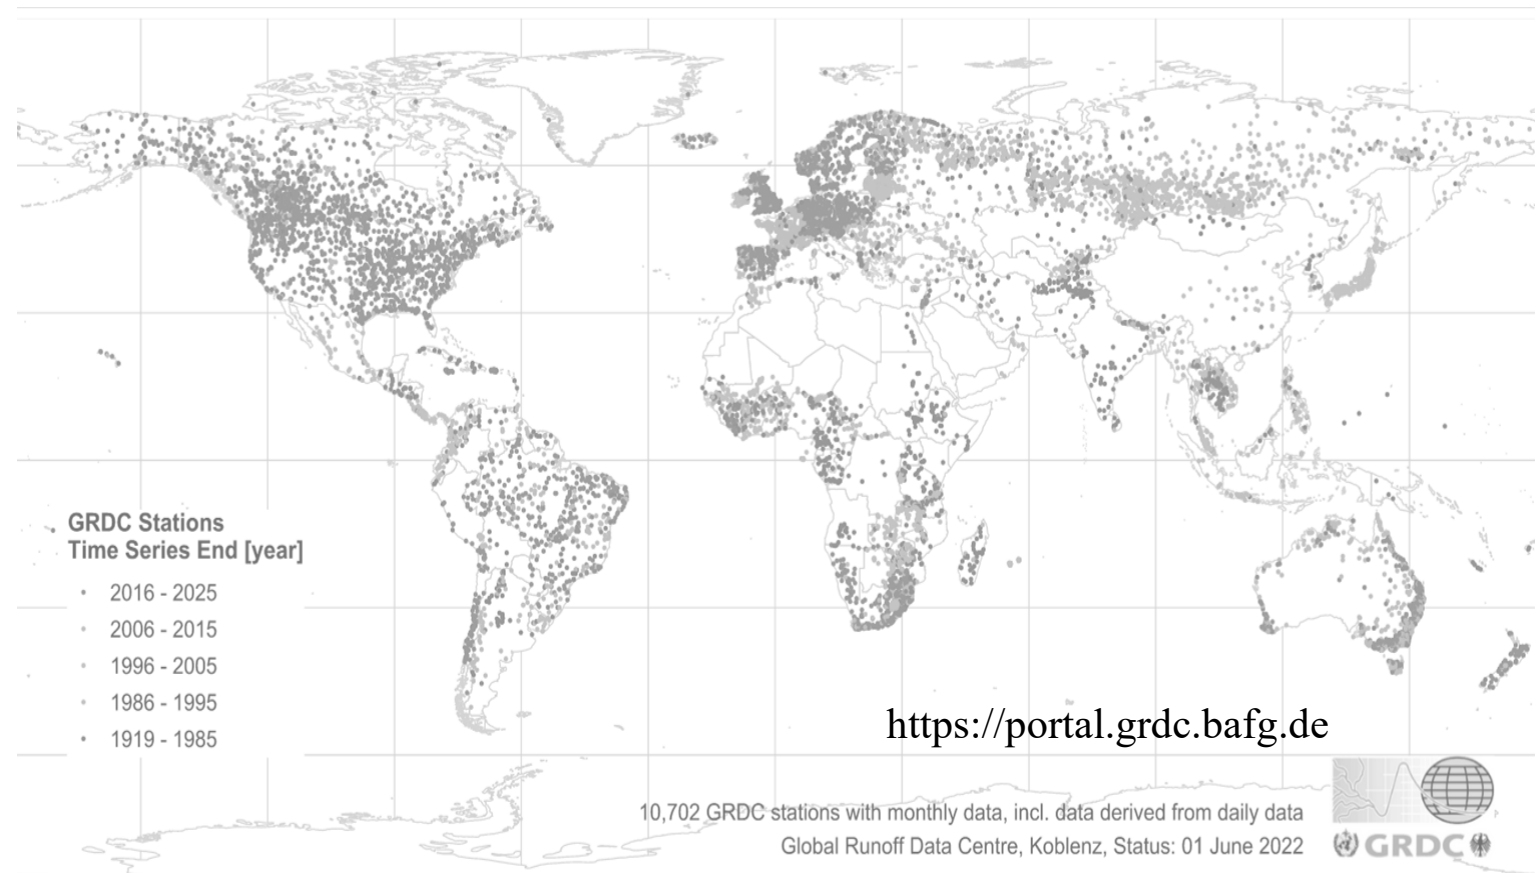 GRDC Stations
Time Series End [year]
2016 - 2025
2006 - 2015
1996 - 2005
1986 - 1995
1919 - 1985
https://portal.grdc.bafg.de
10,702 GRDC stations with monthly data, incl. data derived from daily data
Global Runoff Data Centre, Koblenz, Status: 01 June 2022
GRDC